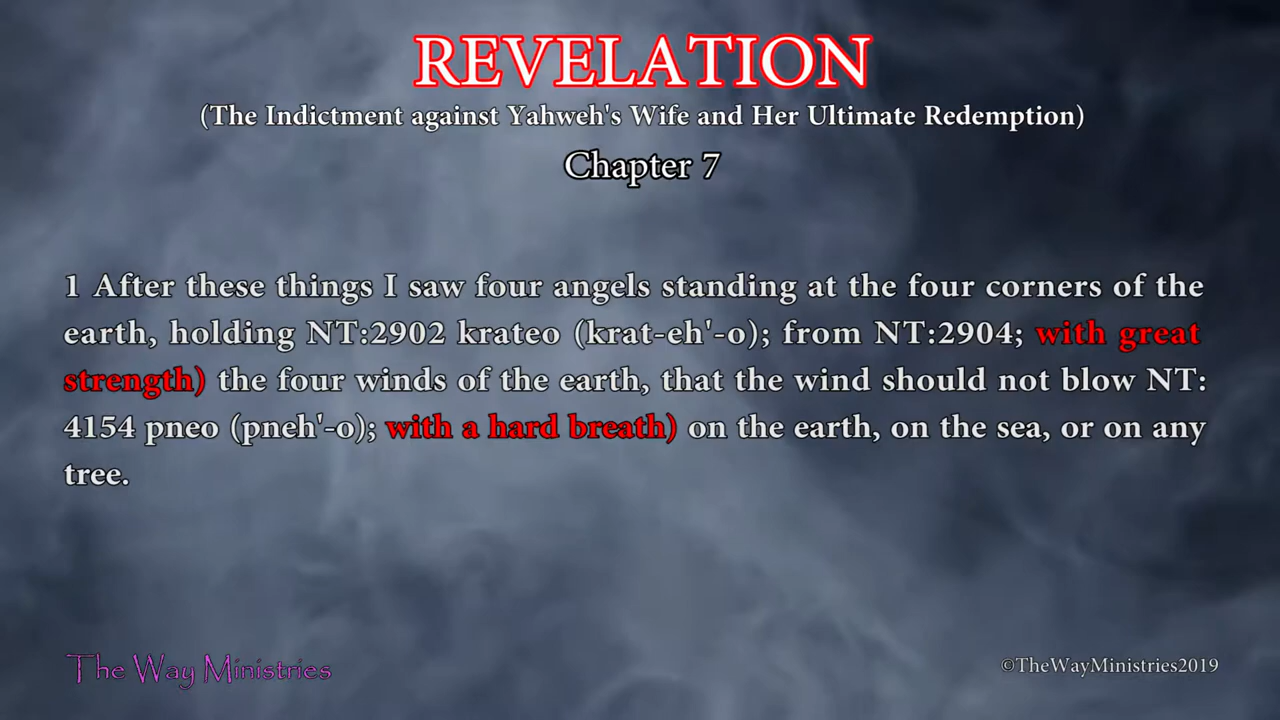 REVELATION
(The Indictment against Yahweh's Wife and Her Ultimate Redemption)
Chapter 7
1 After these things I saw four angels standing at the four corners of the
earth, holding NT:2902 krateo (krat-eh'-o); from NT:2904; with great
strength) the four winds of the earth, that the wind should not blow NT:
4154 pneo (pneh'-o); with a hard breath) on the earth, on the sea, or on any
tree.
The Way Ministries
©TheWayMinistries2019